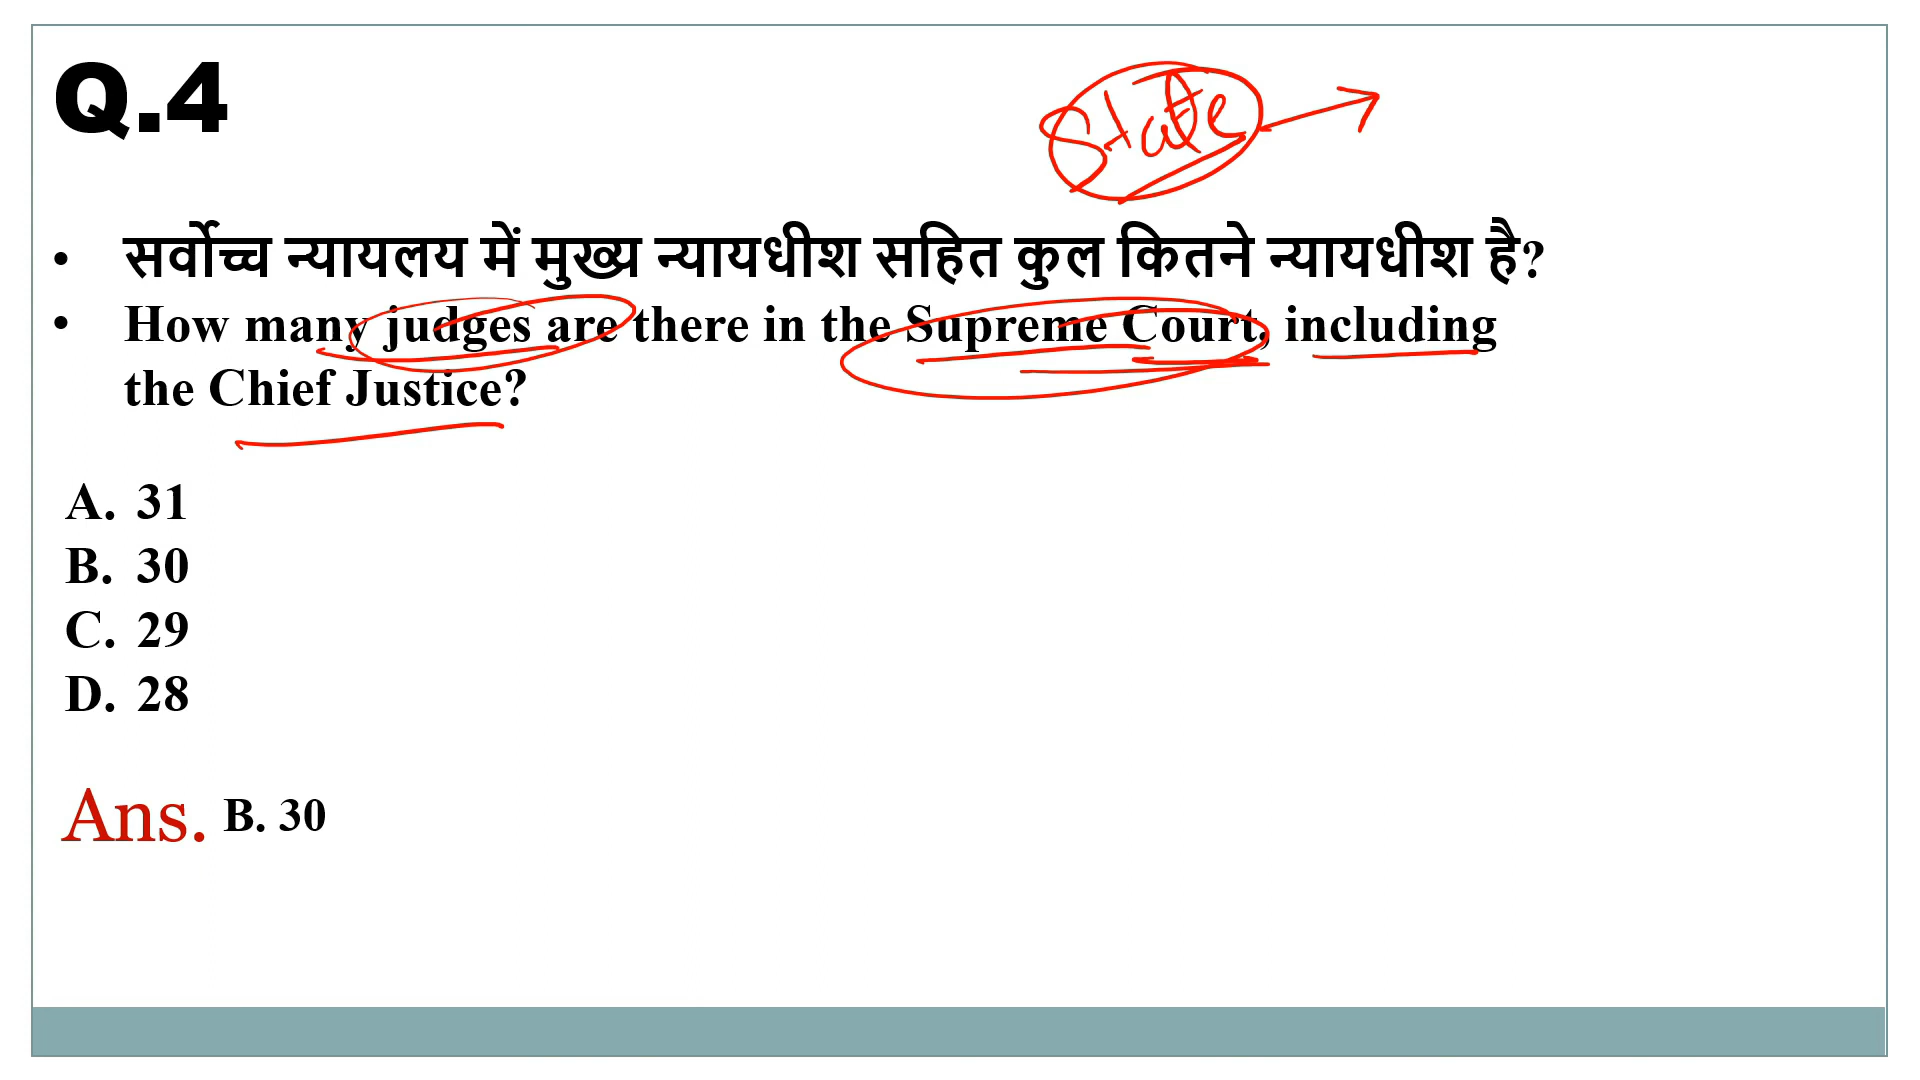 Q.4
State
• सर्वोच्च न्यायलय में मुख्य न्यायधीश सहित कुल कितने न्यायधीश है?
• How many judges are there in the Supreme Court, including
the Chief Justice?
A. 31
B. 30
C. 29
D. 28
Ans. B. 30